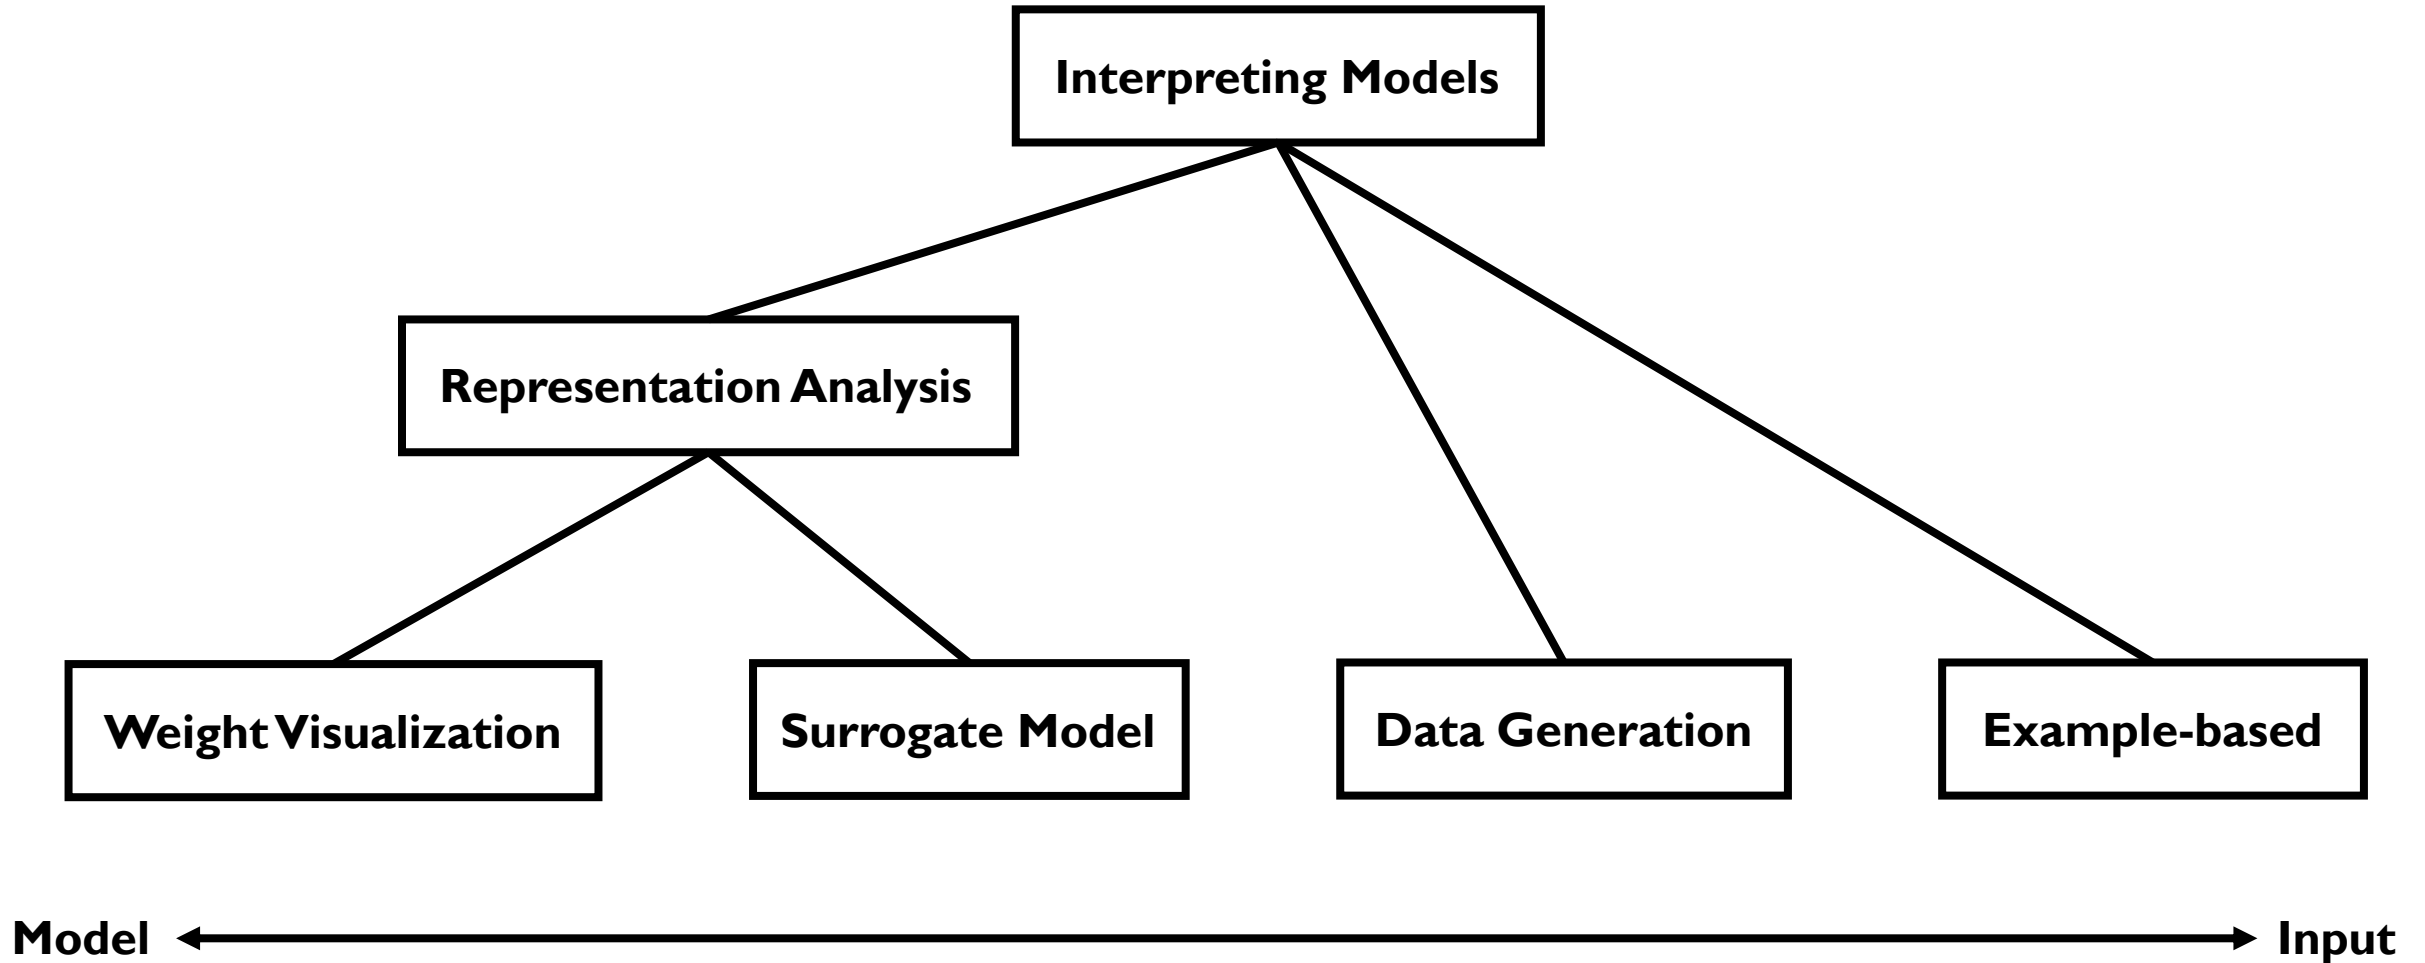 Interpreting Models
Representation Analysis
Weight Visualization
Surrogate Model
Data Generation
Example-based
Model
Input